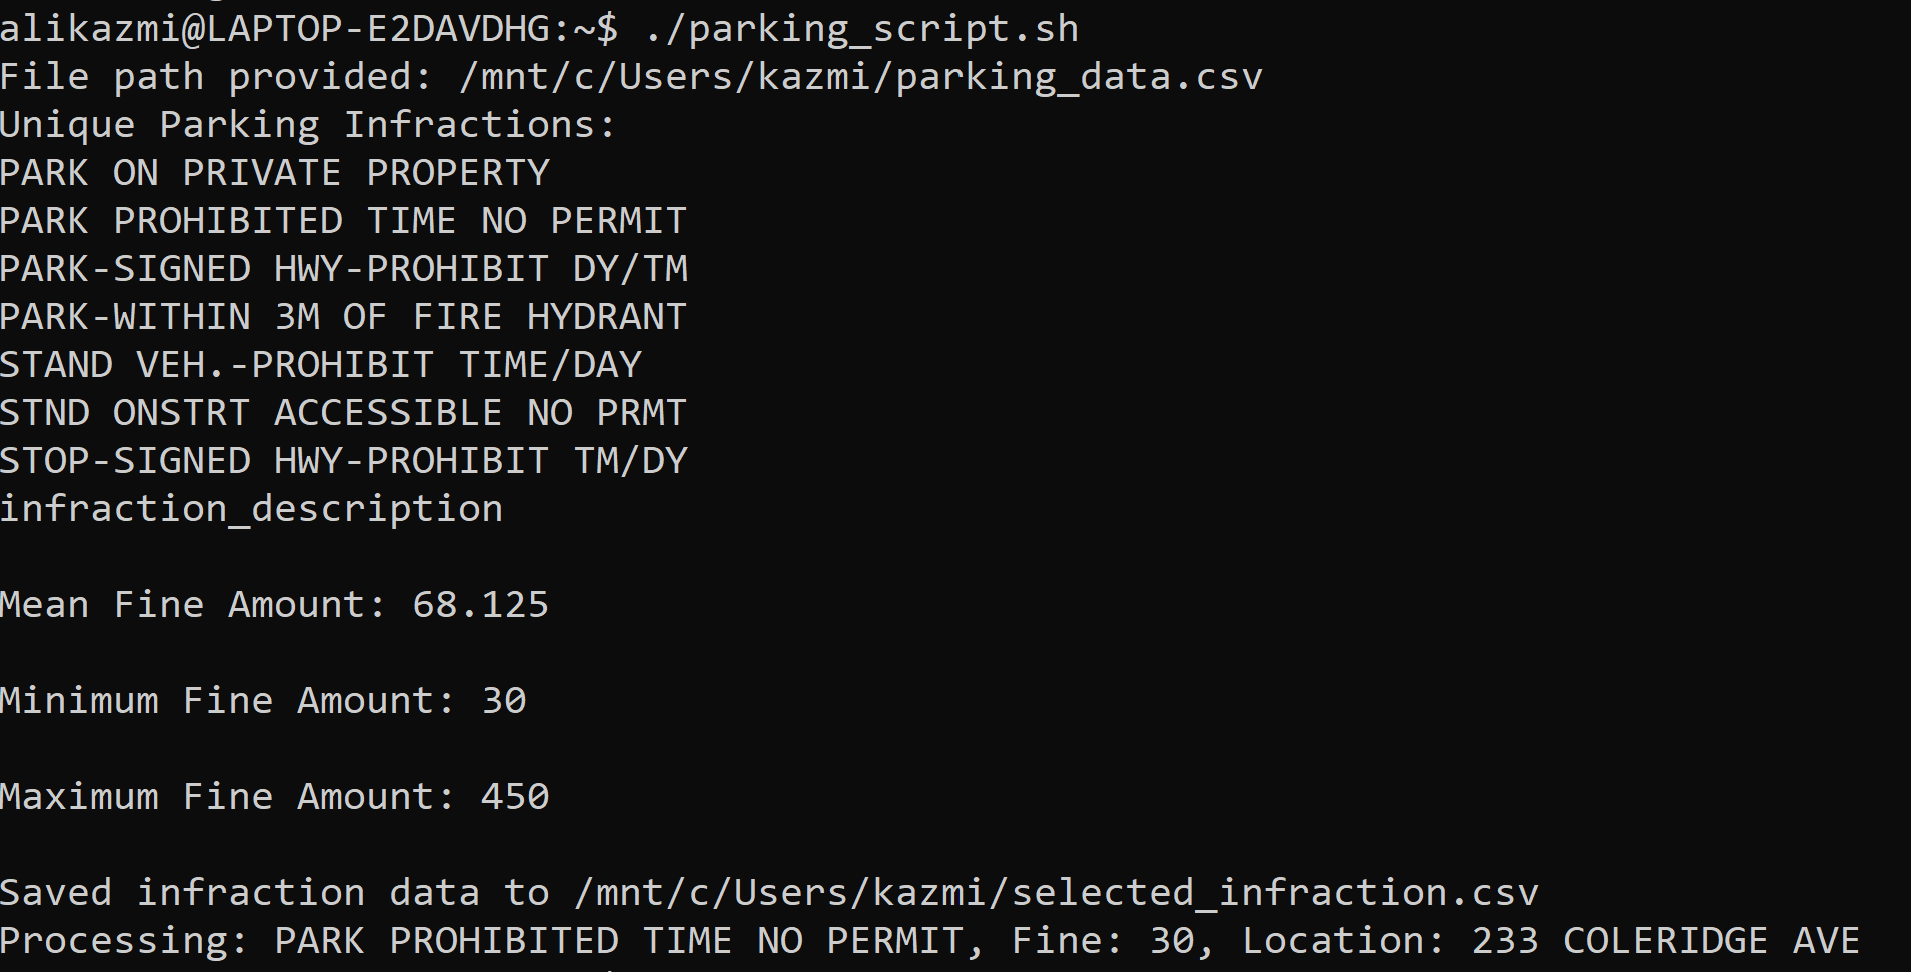 alikazmi@LAPTOP-E2DAVDHG:~$ ./parking_script.sh
File path provided: /mnt/c/Users/kazmi/parking_data.csv
Unique Parking Infractions:
PARK ON PRIVATE PROPERTY
PARK PROHIBITED TIME NO PERMIT
PARK-SIGNED HWY-PROHIBIT DY/TM
PARK-WITHIN 3M OF FIRE HYDRANT
STAND VEH.-PROHIBIT TIME/DAY
STND ONSTRT ACCESSIBLE NO PRMT
STOP-SIGNED HWY-PROHIBIT TM/DY
infraction_description
Mean Fine Amount: 68.125
Minimum Fine Amount: 30
Maximum Fine Amount: 450
Saved infraction data to /mnt/c/Users/kazmi/selected_infraction.csv
Processing: PARK PROHIBITED TIME NO PERMIT, Fine: 30, Location: 233 COLERIDGE AVE